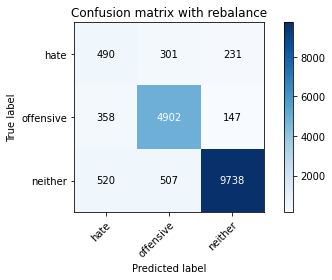 Confusion matrix with rebalance
hate 490 301 231
offensive 358 4902 147
neither 520 507 9738
hate offensive neither
True label
Predicted label
8000
6000
4000
2000